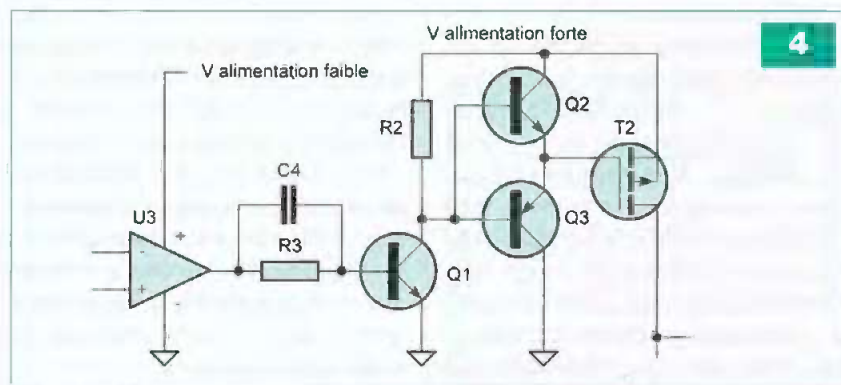 V alimentation forte
4
V alimentation faible
Q2
R2
T2
C4
U3
+
Q3
R3
Q1
-
+